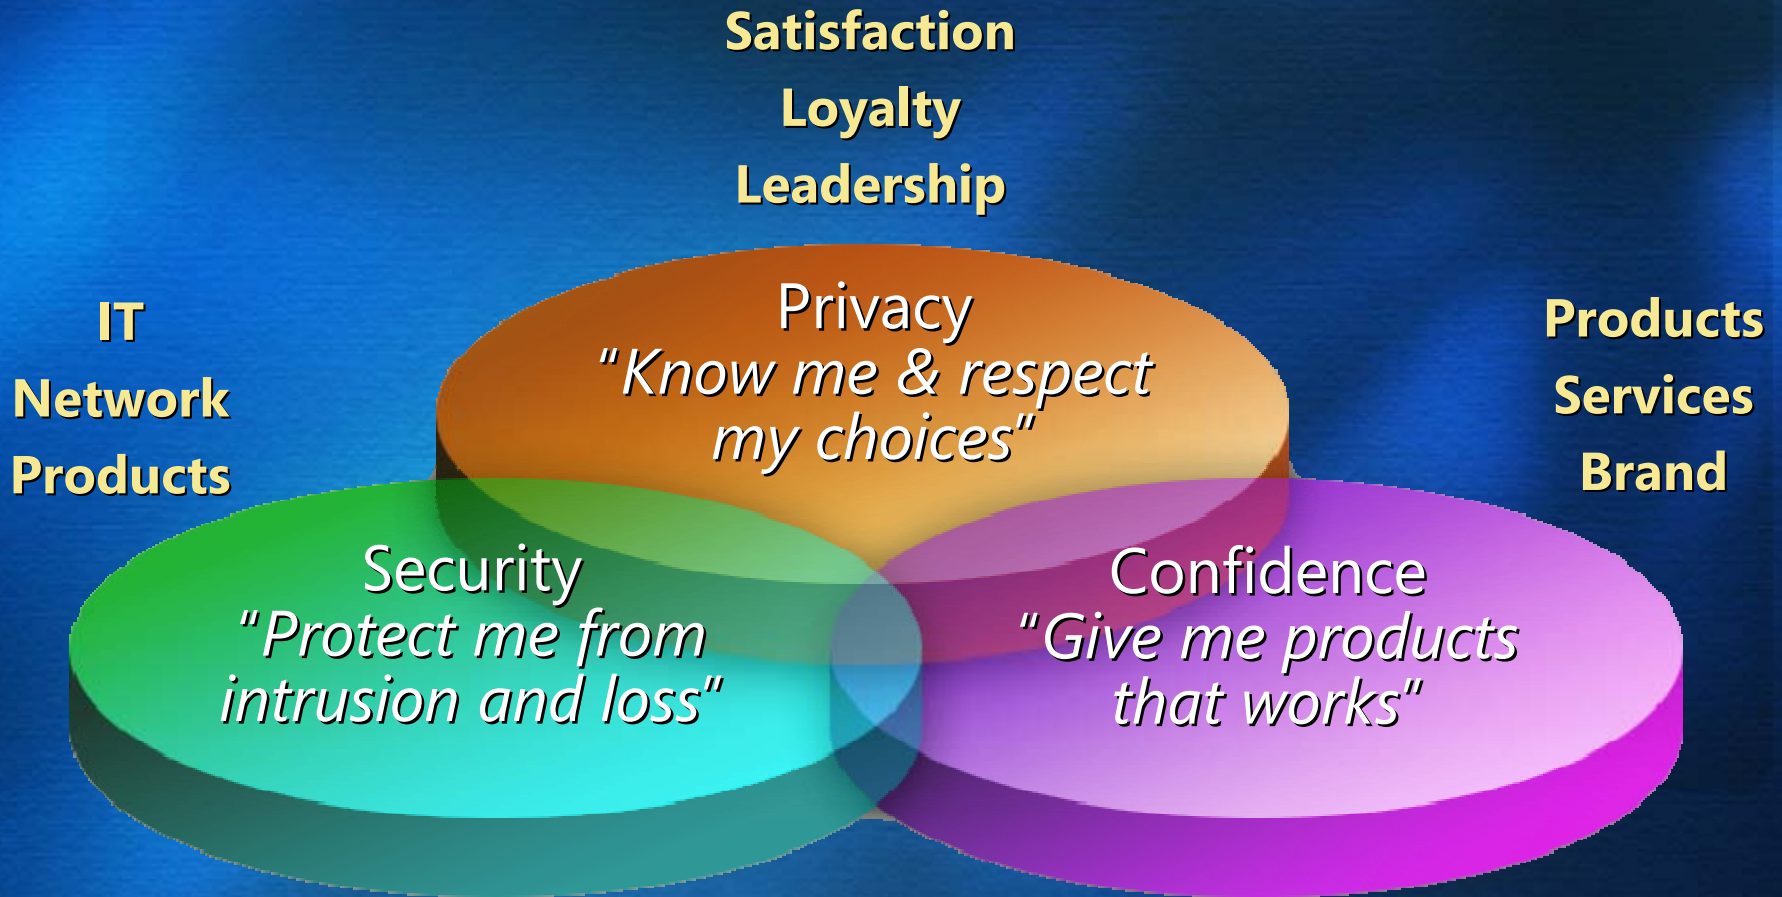 Satisfaction
Loyalty
Leadership
IT
Network
Products
Privacy
"Know me & respect
my choices"
Products
Services
Brand
Security
"Protect me from
intrusion and loss"
Confidence
"Give me products
that works"